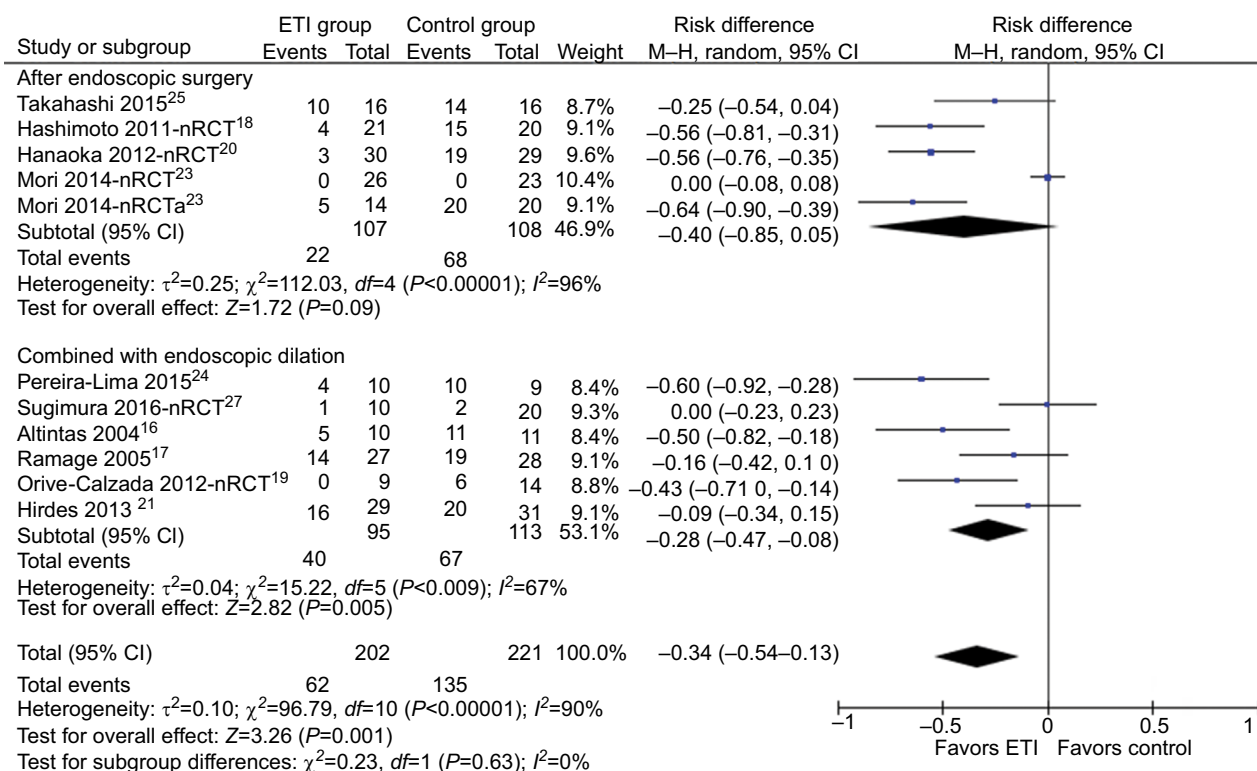 ETI group Control group Risk difference Risk difference
Study or subgroup Events Total Events Total Weight M–H, random, 95% CI M–H, random, 95% CI
After endoscopic surgery
Takahashi 2015²⁵ 10 16 14 16 8.7% –0.25 (–0.54, 0.04)
Hashimoto 2011-nRCT¹⁸ 4 21 15 20 9.1% –0.56 (–0.81, –0.31)
Hanaoka 2012-nRCT²⁰ 3 30 19 29 9.6% –0.56 (–0.76, –0.35)
Mori 2014-nRCT²³ 0 26 0 23 10.4% 0.00 (–0.08, 0.08)
Mori 2014-nRCTa²³ 5 14 20 20 9.1% –0.64 (–0.90, –0.39)
Subtotal (95% CI) 107 108 46.9% –0.40 (–0.85, 0.05)
Total events 22 68
Heterogeneity: τ²=0.25; χ²=112.03, df=4 (P<0.00001); I²=96%
Test for overall effect: Z=1.72 (P=0.09)
Combined with endoscopic dilation
Pereira-Lima 2015²⁴ 4 10 10 9 8.4% –0.60 (–0.92, –0.28)
Sugimura 2016-nRCT²⁷ 1 10 2 20 9.3% 0.00 (–0.23, 0.23)
Altintas 2004¹⁶ 5 10 11 11 8.4% –0.50 (–0.82, –0.18)
Ramage 2005¹⁷ 14 27 19 28 9.1% –0.16 (–0.42, 0.1 0)
Orive-Calzada 2012-nRCT¹⁹ 0 9 6 14 8.8% –0.43 (–0.71 0, –0.14)
Hirdes 2013 ²¹ 16 29 20 31 9.1% –0.09 (–0.34, 0.15)
Subtotal (95% CI) 95 113 53.1% –0.28 (–0.47, –0.08)
Total events 40 67
Heterogeneity: τ²=0.04; χ²=15.22, df=5 (P<0.009); I²=67%
Test for overall effect: Z=2.82 (P=0.005)
Total (95% CI) 202 221 100.0% –0.34 (–0.54–0.13)
Total events 62 135
Heterogeneity: τ²=0.10; χ²=96.79, df=10 (P<0.00001); I²=90%
Test for overall effect: Z=3.26 (P=0.001)
Test for subgroup differences: χ²=0.23, df=1 (P=0.63); I²=0%
–1 –0.5 0 0.5 1
Favors ETI Favors control